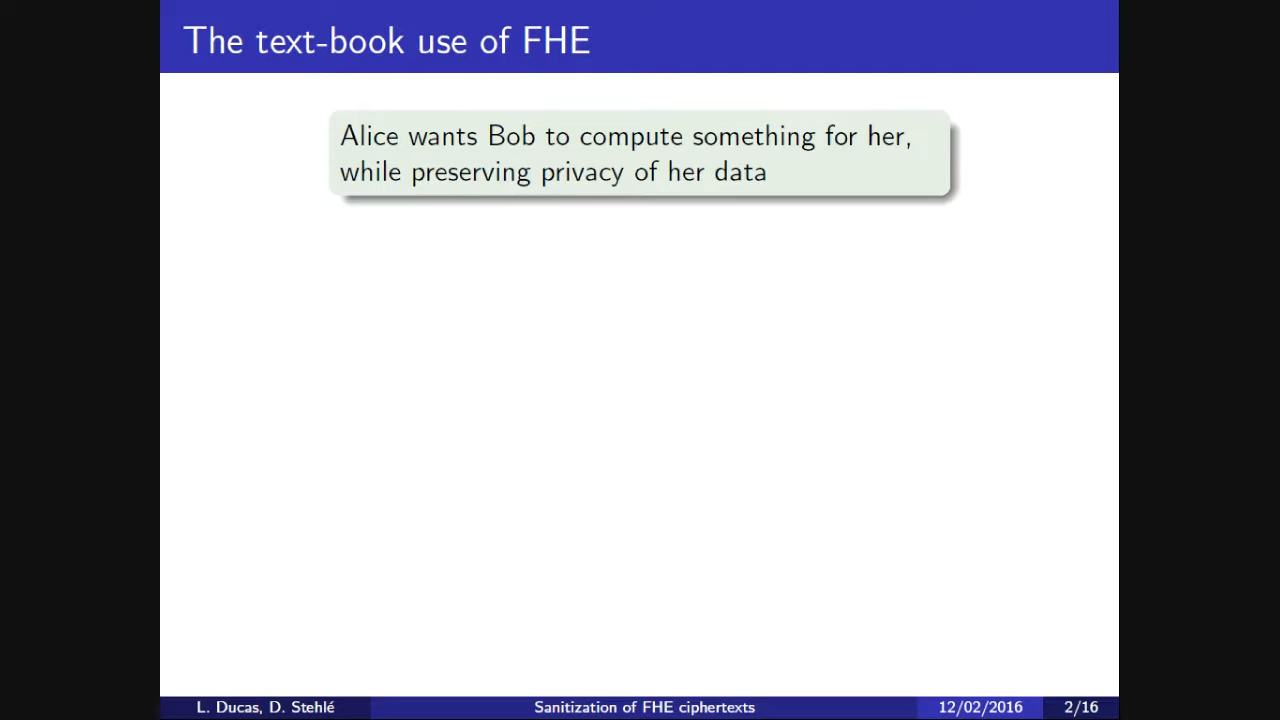 The text-book use of FHE
Alice wants Bob to compute something for her,
while preserving privacy of her data
L. Ducas, D. Stehlé
Sanitization of FHE ciphertexts
12/02/2016
2/16